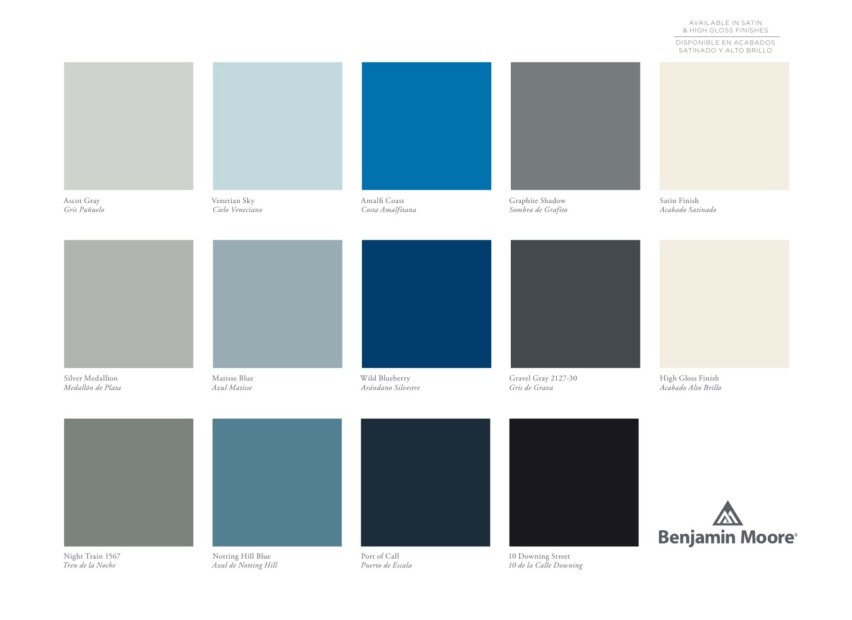 AVAILABLE IN SATIN
& HIGH GLOSS FINISHES
DISPONIBLE EN ACABADOS
SATINADO Y ALTO BRILLO
Ascot Gray
Gris Pañuelo
Venetian Sky
Cielo Veneciano
Amalfi Coast
Costa Amalfitana
Graphite Shadow
Sombra de Grafito
Satin Finish
Acabado Satinado
Silver Medallion
Medallón de Plata
Matisse Blue
Azul Matisse
Wild Blueberry
Arándano Silvestre
Gravel Gray 2127-30
Gris de Grava
High Gloss Finish
Acabado Alto Brillo
Night Train 1567
Tren de la Noche
Notting Hill Blue
Azul de Notting Hill
Port of Call
Puerto de Escala
10 Downing Street
10 de la Calle Downing
Benjamin Moore®